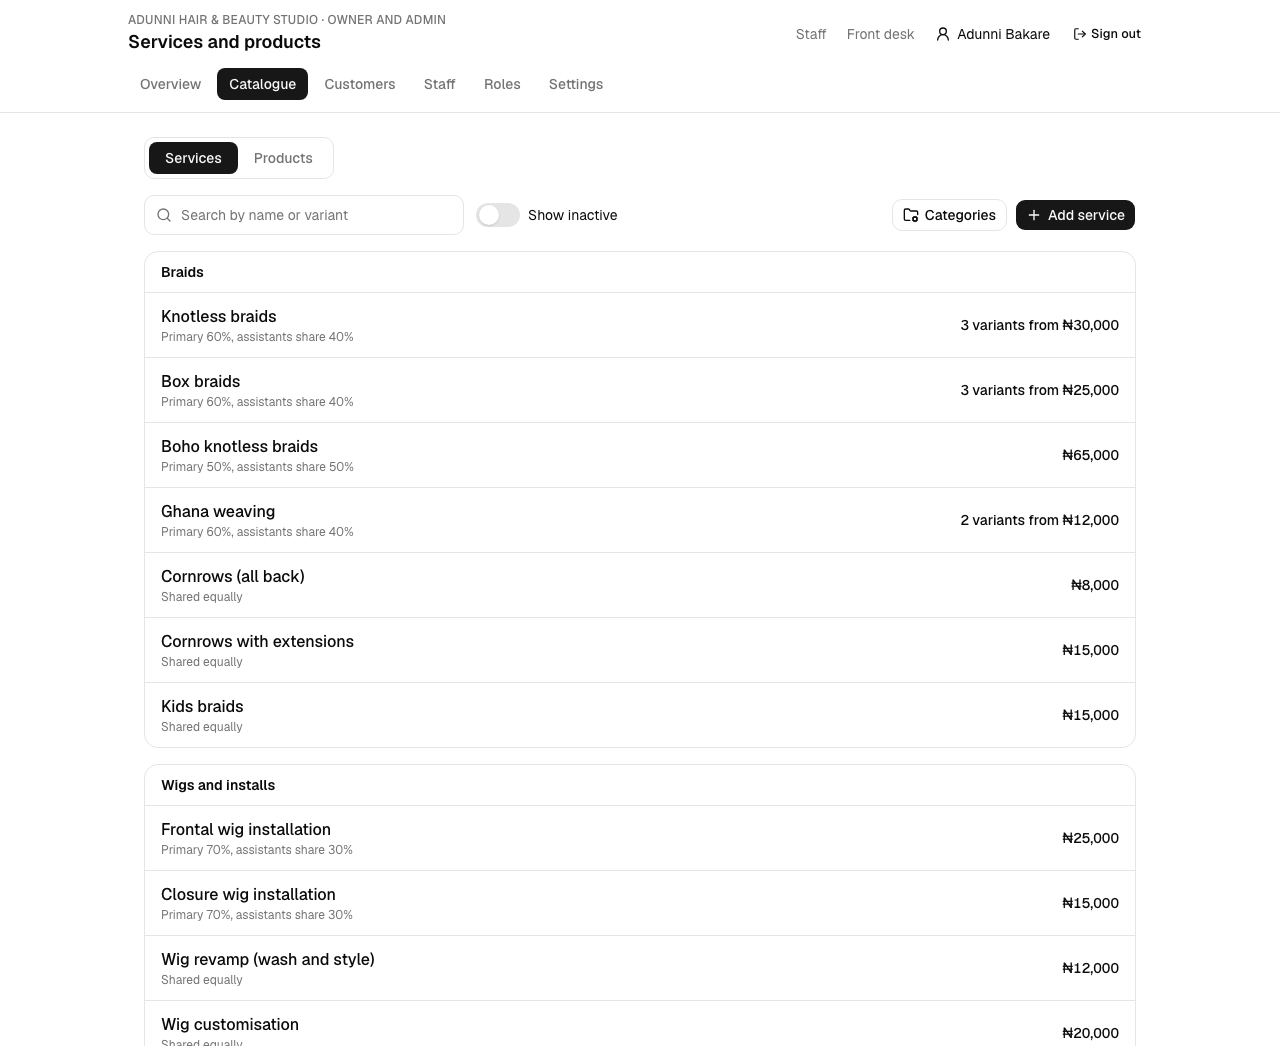 ADUNNI HAIR & BEAUTY STUDIO · OWNER AND ADMIN
Services and products
Staff
Front desk
Adunni Bakare
Sign out
Overview
Catalogue
Customers
Staff
Roles
Settings
Services
Products
Search by name or variant
Show inactive
Categories
Add service
Braids
Knotless braids
Primary 60%, assistants share 40%
3 variants from ₦30,000
Box braids
Primary 60%, assistants share 40%
3 variants from ₦25,000
Boho knotless braids
Primary 50%, assistants share 50%
₦65,000
Ghana weaving
Primary 60%, assistants share 40%
2 variants from ₦12,000
Cornrows (all back)
Shared equally
₦8,000
Cornrows with extensions
Shared equally
₦15,000
Kids braids
Shared equally
₦15,000
Wigs and installs
Frontal wig installation
Primary 70%, assistants share 30%
₦25,000
Closure wig installation
Primary 70%, assistants share 30%
₦15,000
Wig revamp (wash and style)
Shared equally
₦12,000
Wig customisation
Shared equally
₦20,000